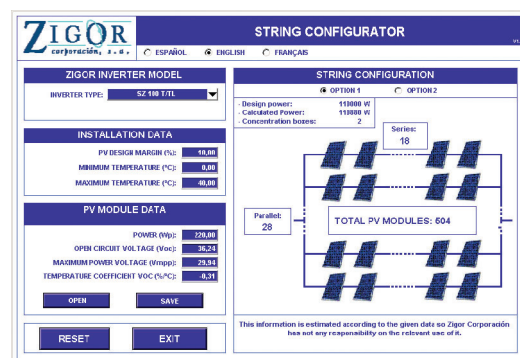 ZIGOR
corporación, s.a.
STRING CONFIGURATOR
ESPAÑOL ENGLISH FRANÇAIS
ZIGOR INVERTER MODEL
INVERTER TYPE: SZ 100 T/TL
INSTALLATION DATA
PV DESIGN MARGIN (%): 10,00
MINIMUM TEMPERATURE (ºC): 0,00
MAXIMUM TEMPERATURE (ºC): 40,00
PV MODULE DATA
POWER (Wp): 220,00
OPEN CIRCUIT VOLTAGE (Voc): 36,24
MAXIMUM POWER VOLTAGE (Vmpp): 29,94
TEMPERATURE COEFFICIENT VOC (%/ºC): -0,31
OPEN SAVE
RESET EXIT
STRING CONFIGURATION
OPTION 1 OPTION 2
- Design power: 110000 W
- Calculated Power: 110880 W
- Concentration boxes: 2
Series:
18
Parallel:
28
TOTAL PV MODULES: 504
This information is estimated according to the given data so Zigor Corporación
has not any responsibility on the relevant use of it.